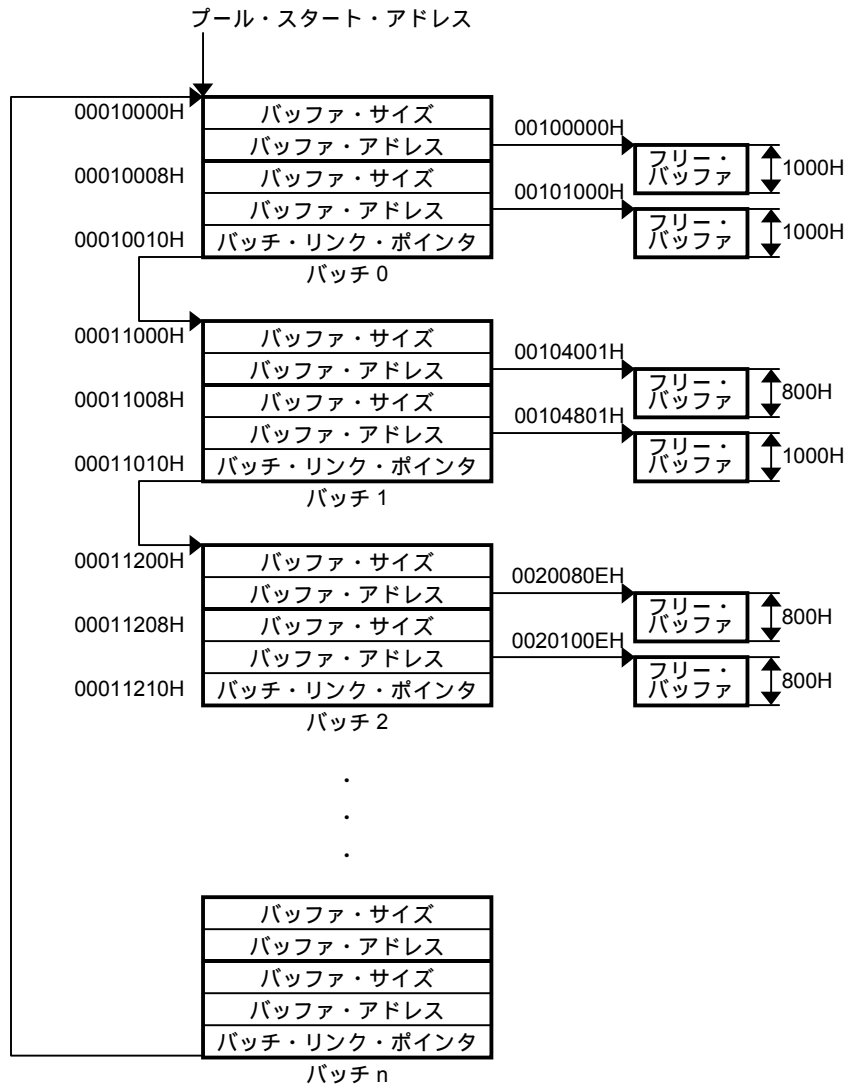 プール・スタート・アドレス
00010000H
バッファ・サイズ
バッファ・アドレス
00100000H
フリー・
バッファ
1000H
00010008H
バッファ・サイズ
バッファ・アドレス
00101000H
フリー・
バッファ
1000H
00010010H
バッチ・リンク・ポインタ
バッチ 0
00011000H
バッファ・サイズ
バッファ・アドレス
00104001H
フリー・
バッファ
800H
00011008H
バッファ・サイズ
バッファ・アドレス
00104801H
フリー・
バッファ
1000H
00011010H
バッチ・リンク・ポインタ
バッチ 1
00011200H
バッファ・サイズ
バッファ・アドレス
0020080EH
フリー・
バッファ
800H
00011208H
バッファ・サイズ
バッファ・アドレス
0020100EH
フリー・
バッファ
800H
00011210H
バッチ・リンク・ポインタ
バッチ 2
・
・
・
バッファ・サイズ
バッファ・アドレス
バッファ・サイズ
バッファ・アドレス
バッチ・リンク・ポインタ
バッチ n